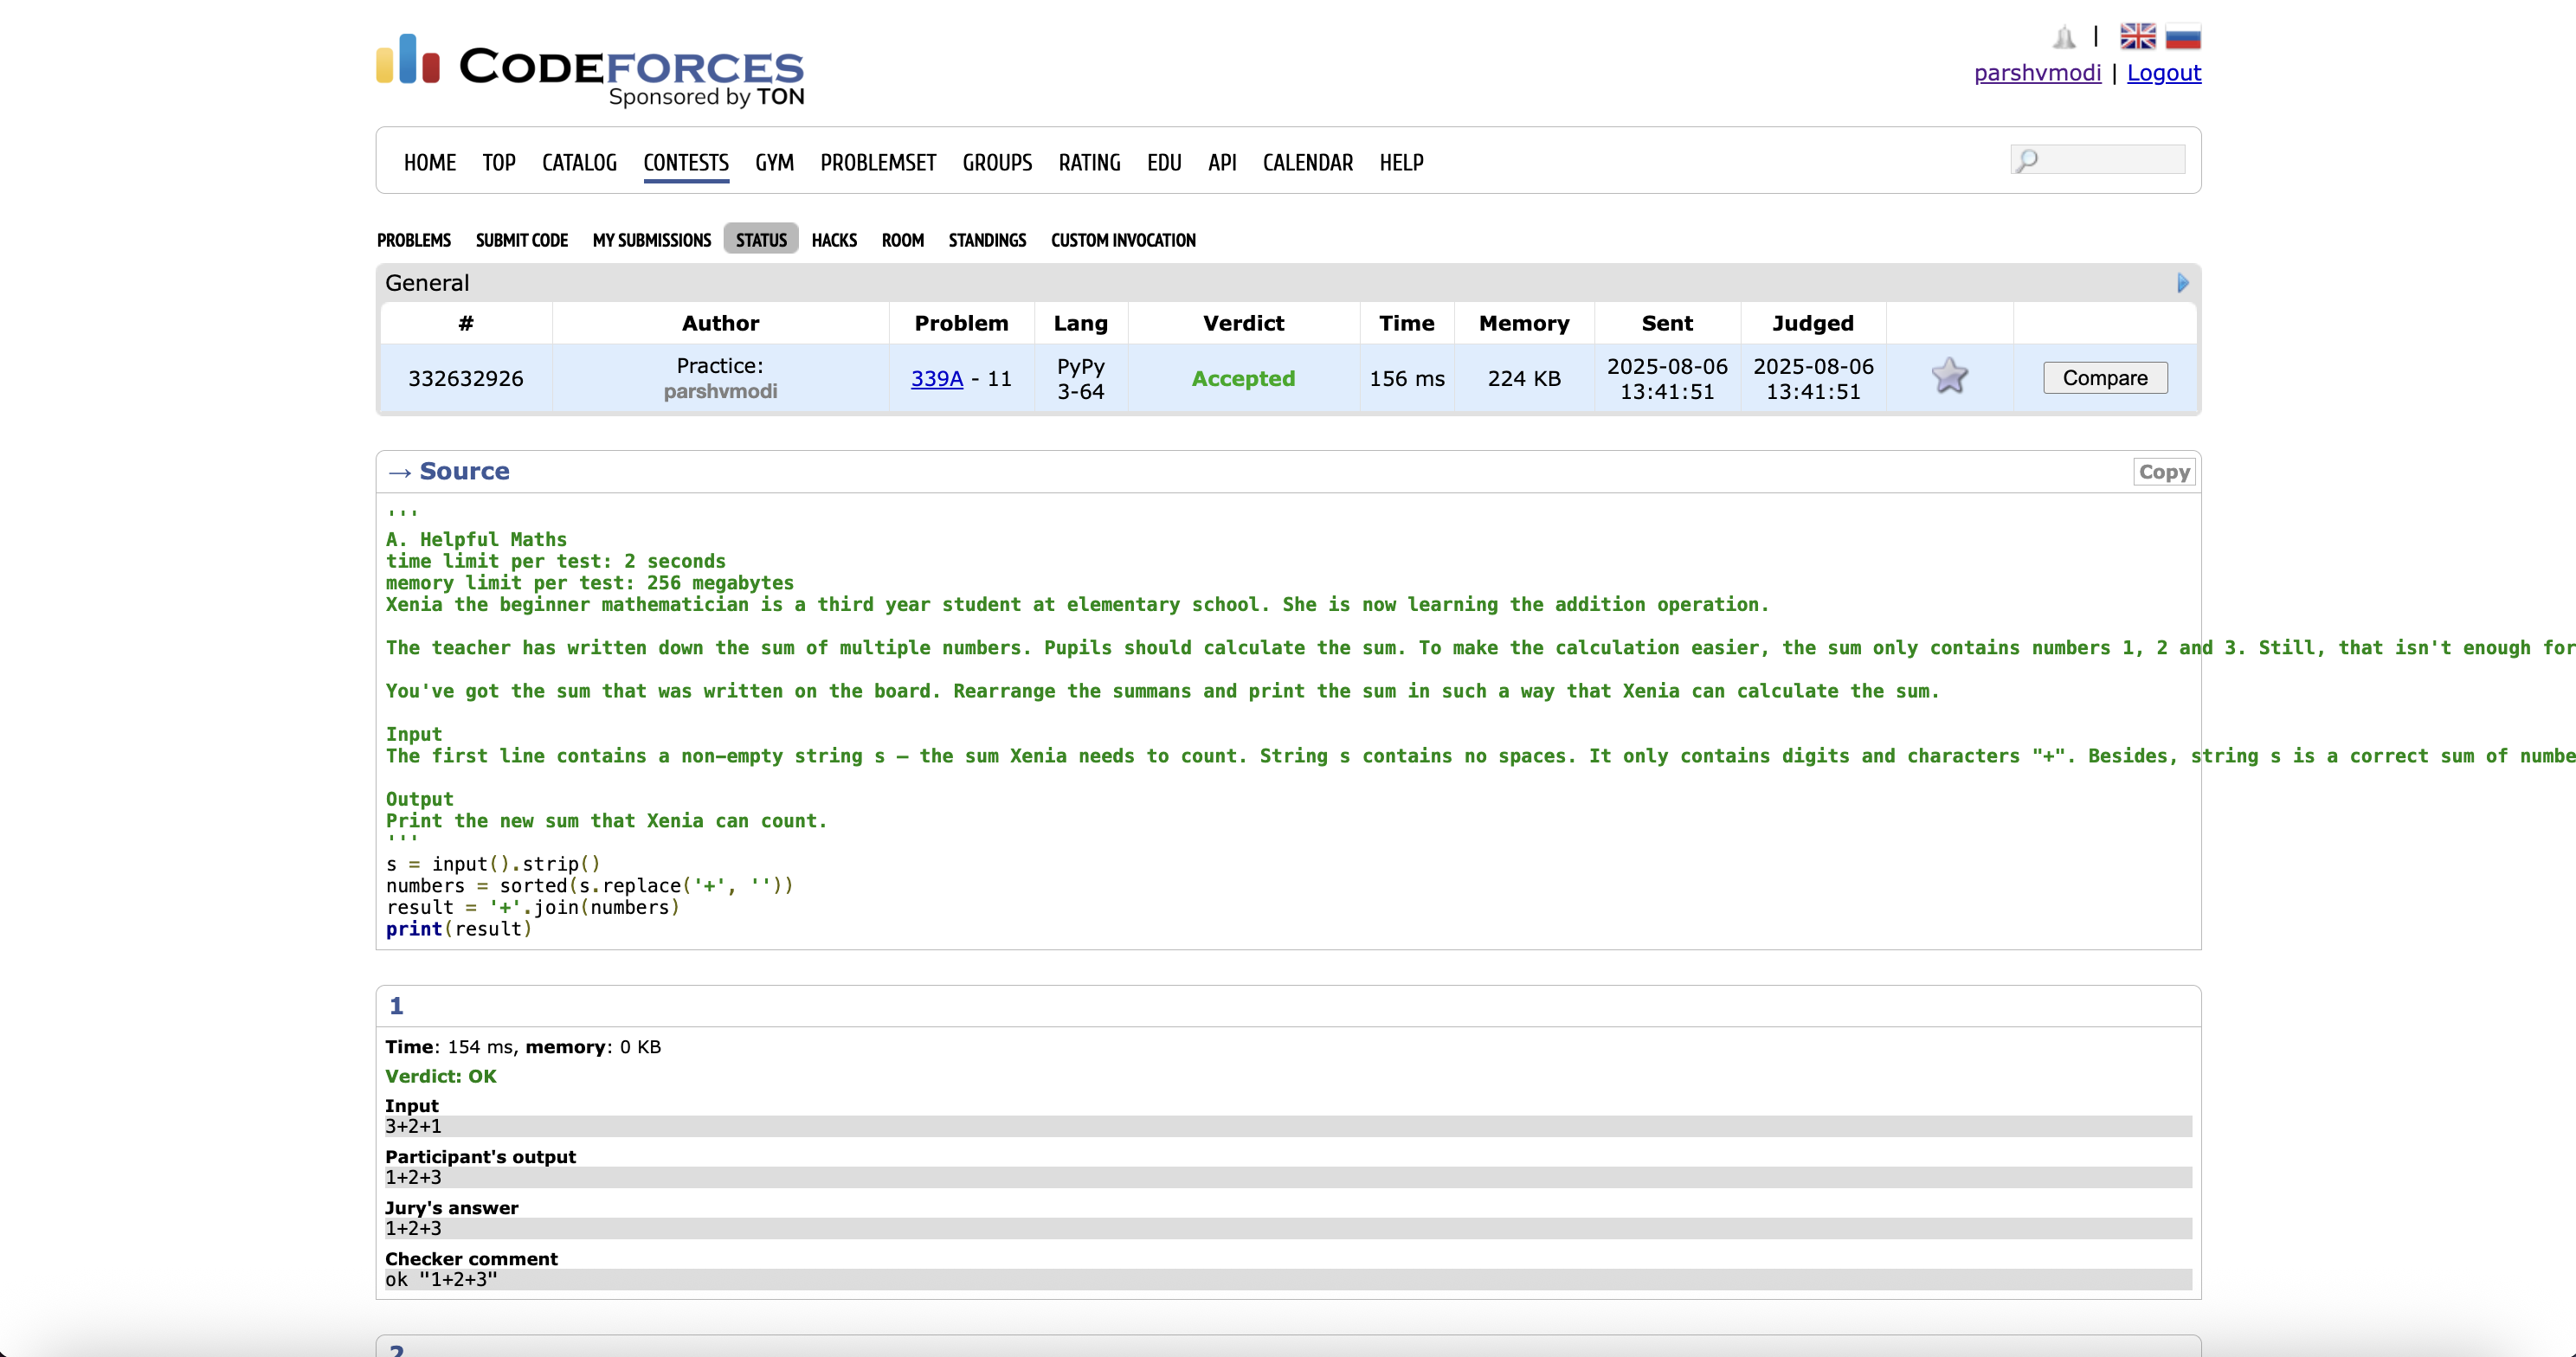 CODEFORCES
Sponsored by TON
|
parshvmodi | Logout
HOME TOP CATALOG CONTESTS GYM PROBLEMSET GROUPS RATING EDU API CALENDAR HELP
PROBLEMS SUBMIT CODE MY SUBMISSIONS STATUS HACKS ROOM STANDINGS CUSTOM INVOCATION
General
# Author Problem Lang Verdict Time Memory Sent Judged
332632926 Practice: parshvmodi 339A - 11 PyPy 3-64 Accepted 156 ms 224 KB 2025-08-06 13:41:51 2025-08-06 13:41:51 Compare
→ Source Copy
'''
A. Helpful Maths
time limit per test: 2 seconds
memory limit per test: 256 megabytes
Xenia the beginner mathematician is a third year student at elementary school. She is now learning the addition operation.
The teacher has written down the sum of multiple numbers. Pupils should calculate the sum. To make the calculation easier, the sum only contains numbers 1, 2 and 3. Still, that isn't enough for
You've got the sum that was written on the board. Rearrange the summans and print the sum in such a way that Xenia can calculate the sum.
Input
The first line contains a non-empty string s — the sum Xenia needs to count. String s contains no spaces. It only contains digits and characters "+". Besides, string s is a correct sum of numbe
Output
Print the new sum that Xenia can count.
'''
s = input().strip()
numbers = sorted(s.replace('+', ''))
result = '+'.join(numbers)
print(result)
1
Time: 154 ms, memory: 0 KB
Verdict: OK
Input
3+2+1
Participant's output
1+2+3
Jury's answer
1+2+3
Checker comment
ok "1+2+3"
2